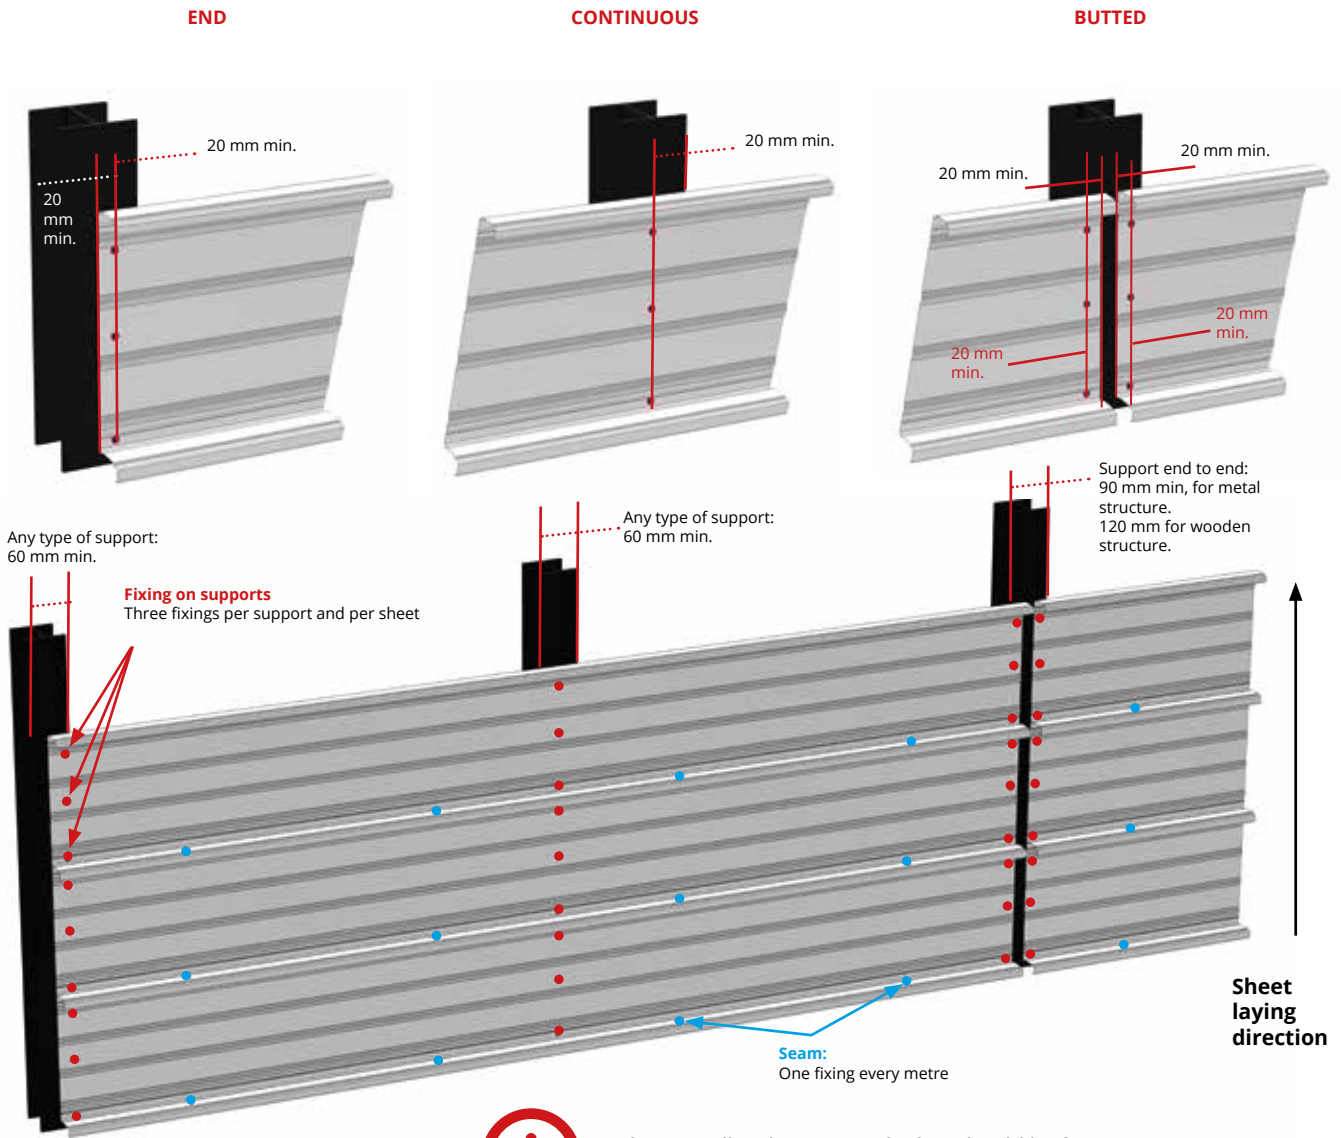 END
CONTINUOUS
BUTTED
20 mm min.
20
mm
min.
20 mm min.
20 mm min.
20 mm min.
20 mm
min.
20 mm
min.
Any type of support:
60 mm min.
Any type of support:
60 mm min.
Support end to end:
90 mm min, for metal
structure.
120 mm for wooden
structure.
Fixing on supports
Three fixings per support and per sheet
Seam:
One fixing every metre
Sheet
laying
direction